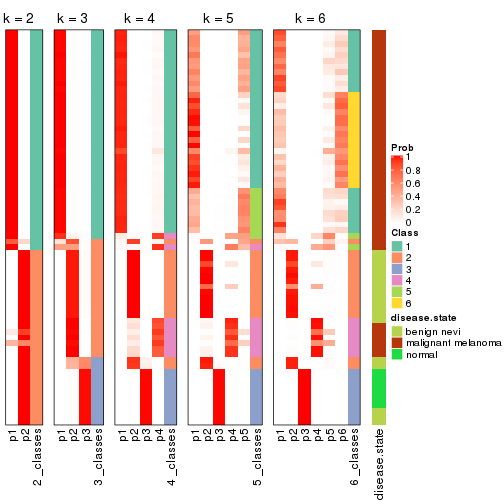 k = 2 k = 3 k = 4 k = 5 k = 6
Prob
1
0.8
0.6
0.4
0.2
0
Class
1
2
3
4
5
6
disease.state
benign nevi
malignant melanoma
normal
p1 p2 2_classes p1 p2 p3 3_classes p1 p2 p3 p4 4_classes p1 p2 p3 p4 p5 5_classes p1 p2 p3 p4 p5 p6 6_classes disease.state